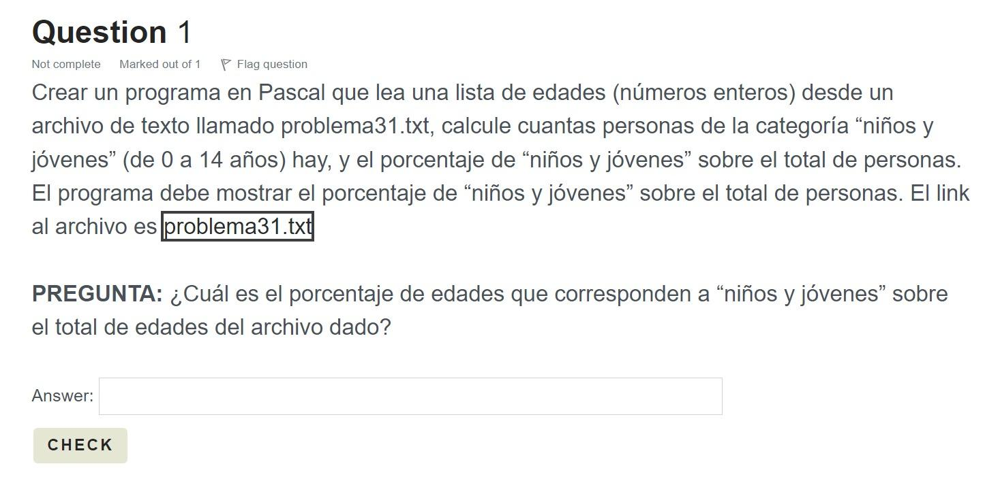 Question 1
Not complete Marked out of 1 Flag question
Crear un programa en Pascal que lea una lista de edades (números enteros) desde un
archivo de texto llamado problema31.txt, calcule cuantas personas de la categoría “niños y
jóvenes” (de 0 a 14 años) hay, y el porcentaje de “niños y jóvenes” sobre el total de personas.
El programa debe mostrar el porcentaje de “niños y jóvenes” sobre el total de personas. El link
al archivo es problema31.txt
PREGUNTA: ¿Cuál es el porcentaje de edades que corresponden a “niños y jóvenes” sobre
el total de edades del archivo dado?
Answer:
CHECK